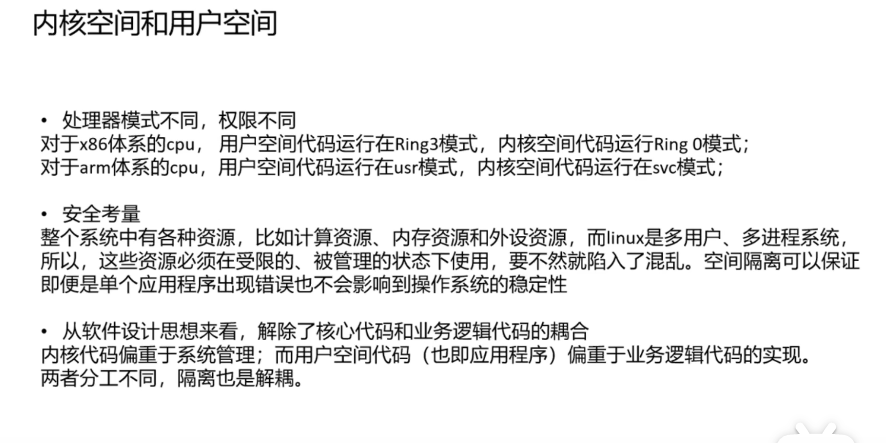 内核空间和用户空间
• 处理器模式不同，权限不同
对于x86体系的cpu， 用户空间代码运行在Ring3模式，内核空间代码运行Ring 0模式；
对于arm体系的cpu，用户空间代码运行在usr模式，内核空间代码运行在svc模式；
• 安全考量
整个系统中有各种资源，比如计算资源、内存资源和外设资源，而linux是多用户、多进程系统，
所以，这些资源必须在受限的、被管理的状态下使用，要不然就陷入了混乱。空间隔离可以保证
即便是单个应用程序出现错误也不会影响到操作系统的稳定性
• 从软件设计思想来看，解除了核心代码和业务逻辑代码的耦合
内核代码偏重于系统管理；而用户空间代码（也即应用程序）偏重于业务逻辑代码的实现。
两者分工不同，隔离也是解耦。